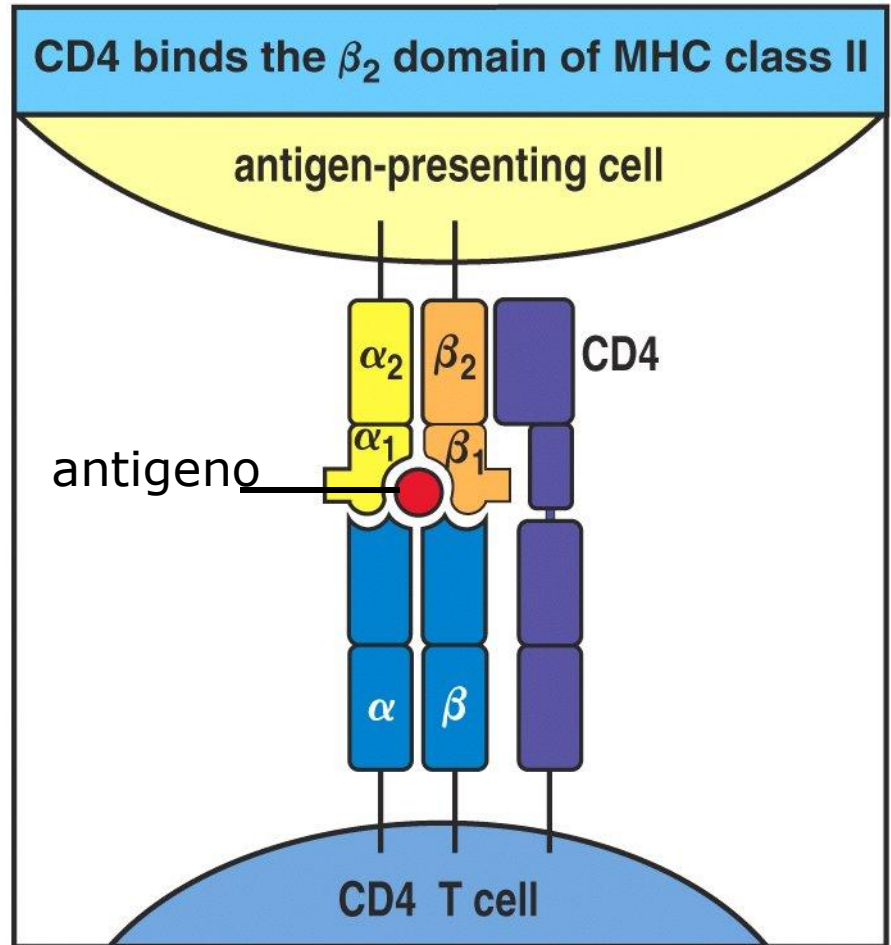 CD4 binds the β₂ domain of MHC class II
antigen-presenting cell
α₂ β₂
CD4
α₁ β₁
antigeno
α β
CD4 T cell